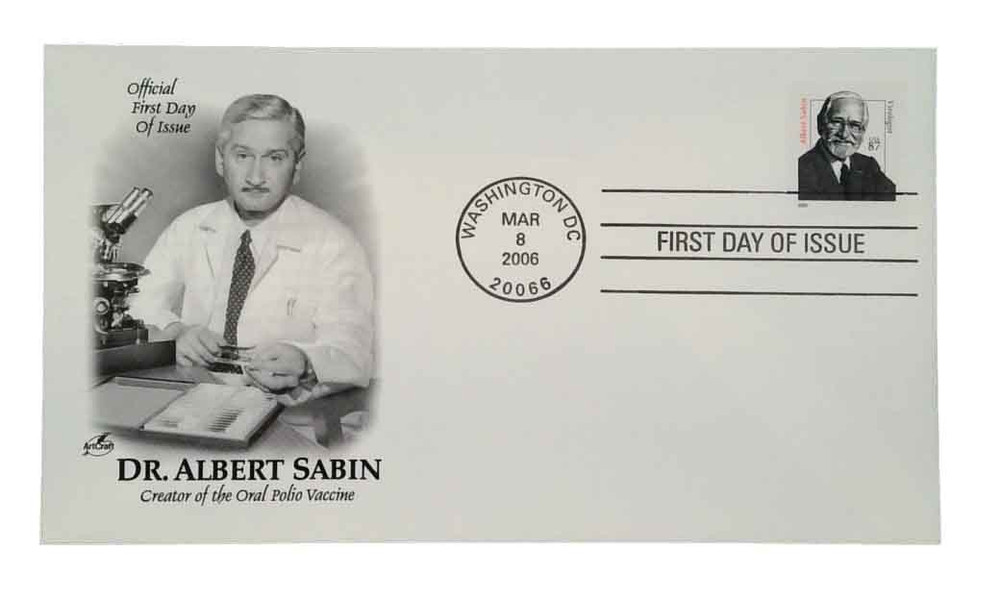 Official
First Day
Of Issue
ArtCraft
DR. ALBERT SABIN
Creator of the Oral Polio Vaccine
WASHINGTON DC
MAR
8
2006
20066
FIRST DAY OF ISSUE
Albert Sabin
Virologist
USA
87